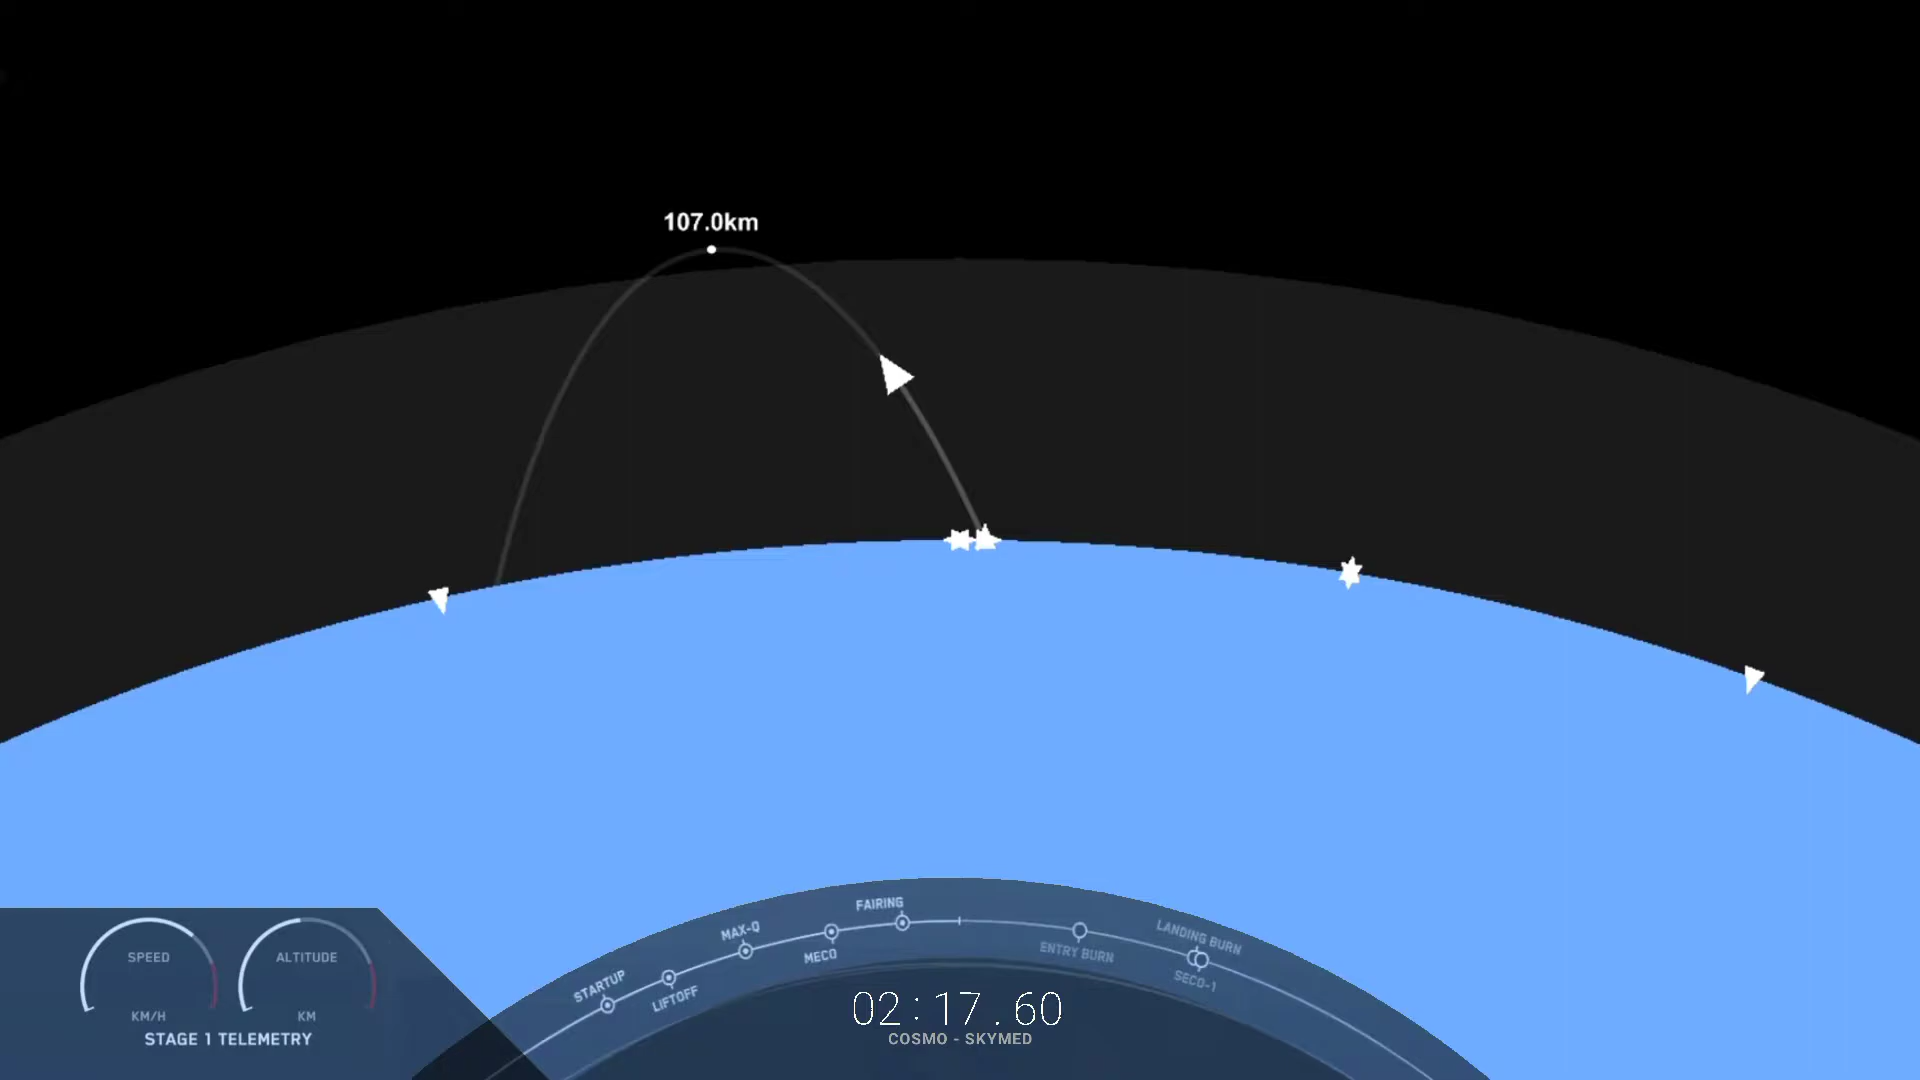 107.0km
FAIRING
MAX-Q
MECO
STARTUP
LIFTOFF
ENTRY BURN
LANDING BURN
SECO-1
SPEED
KM/H
ALTITUDE
KM
STAGE 1 TELEMETRY
02:17.60
COSMO - SKYMED